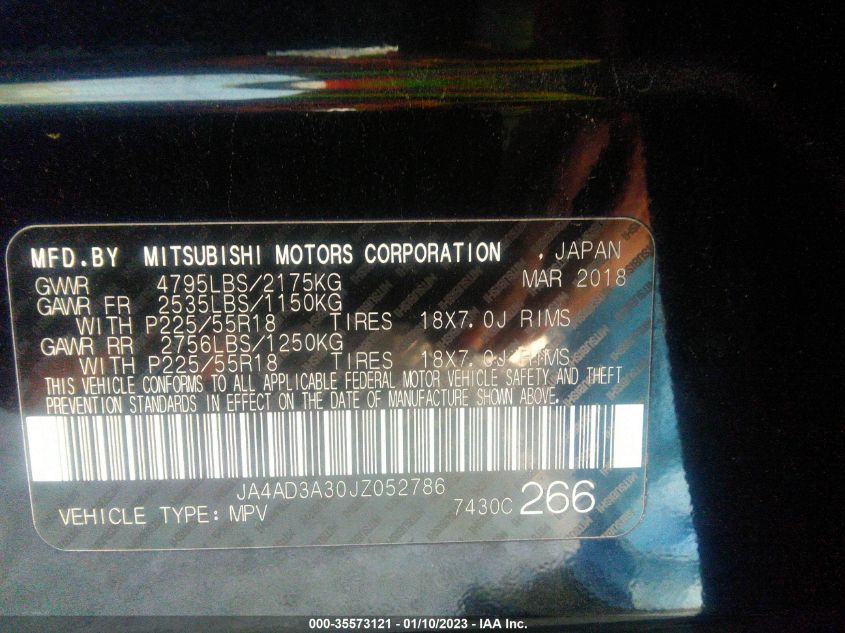 MFD.BY MITSUBISHI MOTORS CORPORATION . JAPAN
GVWR 4795LBS/2175KG MAR 2018
GAWR FR 2535LBS/1150KG
WITH P225/55R18 TIRES 18X7.0J RIMS
GAWR RR 2756LBS/1250KG
WITH P225/55R18 TIRES 18X7.0J RIMS
THIS VEHICLE CONFORMS TO ALL APPLICABLE FEDERAL MOTOR VEHICLE SAFETY AND THEFT
PREVENTION STANDARDS IN EFFECT ON THE DATE OF MANUFACTURE SHOWN ABOVE.
JA4AD3A30JZ052786
VEHICLE TYPE: MPV 7430C 266
000-35573121 - 01/10/2023 - IAA Inc.